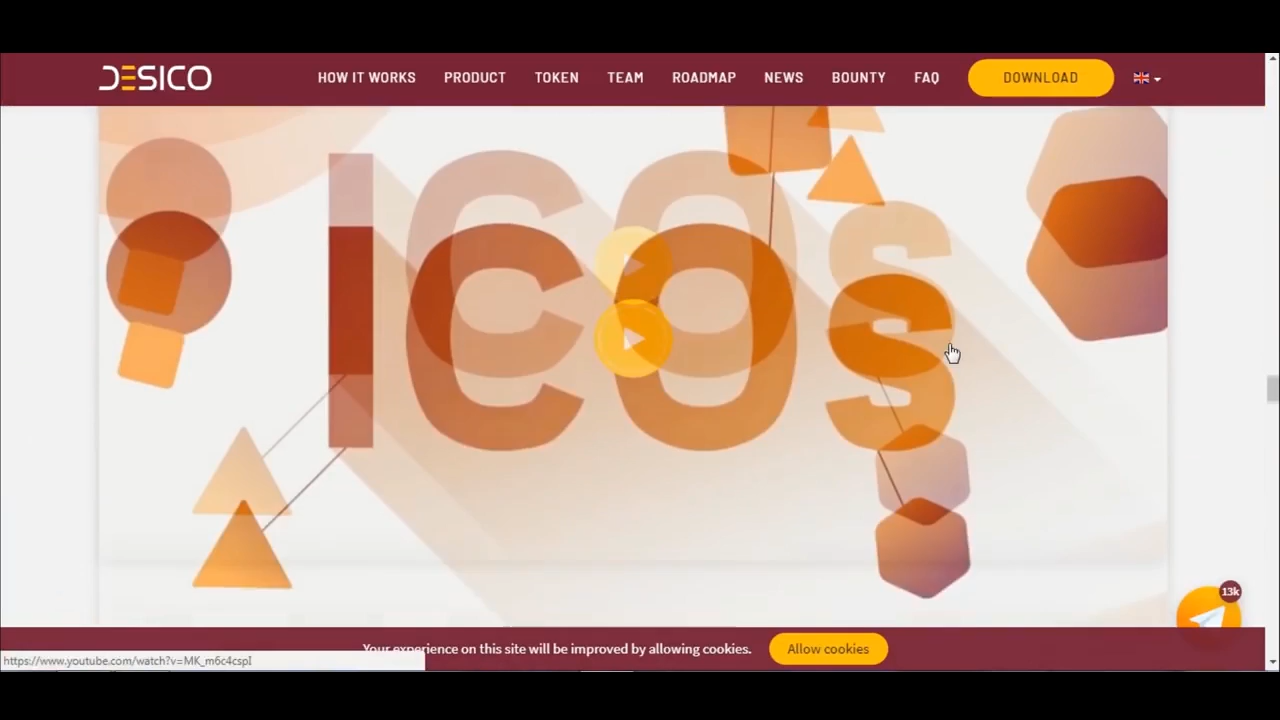 DESICO
HOW IT WORKS PRODUCT TOKEN TEAM ROADMAP NEWS BOUNTY FAQ DOWNLOAD
ICOs
13k
Your experience on this site will be improved by allowing cookies. Allow cookies
https://www.youtube.com/watch?v=MK_m6c4cspI